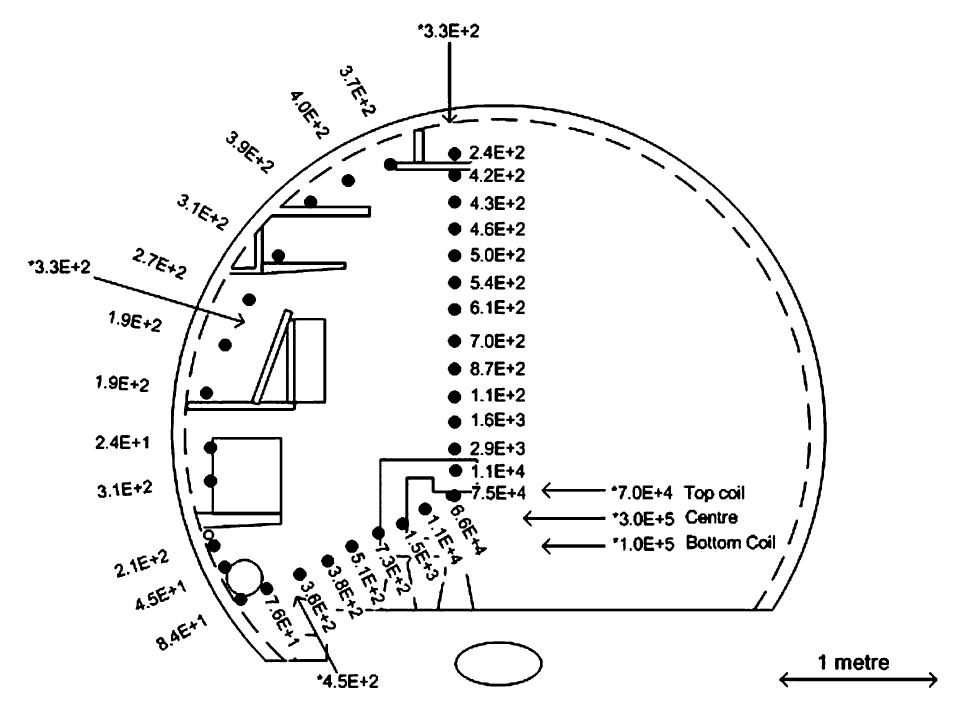 *3.3E+2
3.7E+2
4.0E+2
3.9E+2
3.1E+2
2.7E+2
*3.3E+2
1.9E+2
1.9E+2
2.4E+1
3.1E+2
2.1E+2
4.5E+1
8.4E+1
2.4E+2
4.2E+2
4.3E+2
4.6E+2
5.0E+2
5.4E+2
6.1E+2
7.0E+2
8.7E+2
1.1E+2
1.6E+3
2.9E+3
1.1E+4
7.5E+4
6.6E+4
1.1E+4
1.5E+3
7.3E+2
5.1E+2
3.8E+2
3.6E+2
7.6E+1
*4.5E+2
*7.0E+4 Top coil
*3.0E+5 Centre
*1.0E+5 Bottom Coil
1 metre